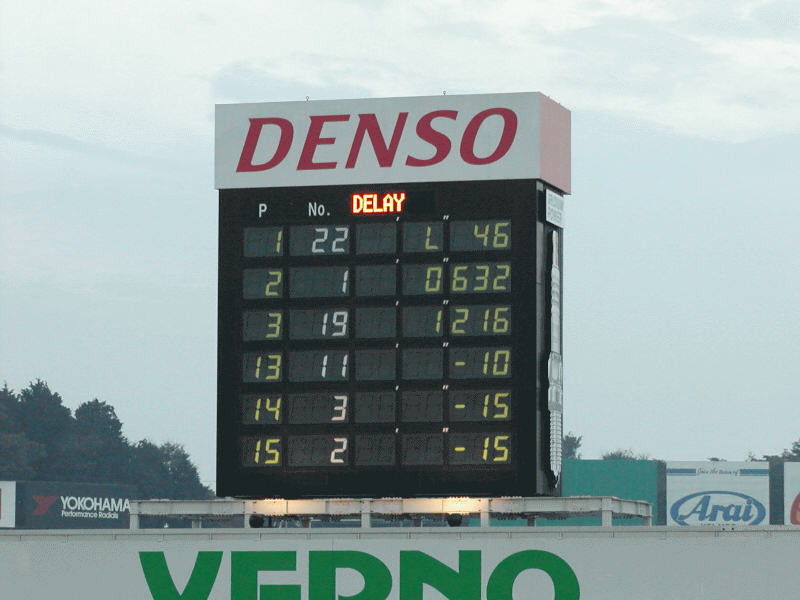 DENSO
P No. DELAY
1 22 L 46
2 1 0 632
3 19 1 216
13 11 -10
14 3 -15
15 2 -15
YOKOHAMA
Performance Radials
Arai
VERNO